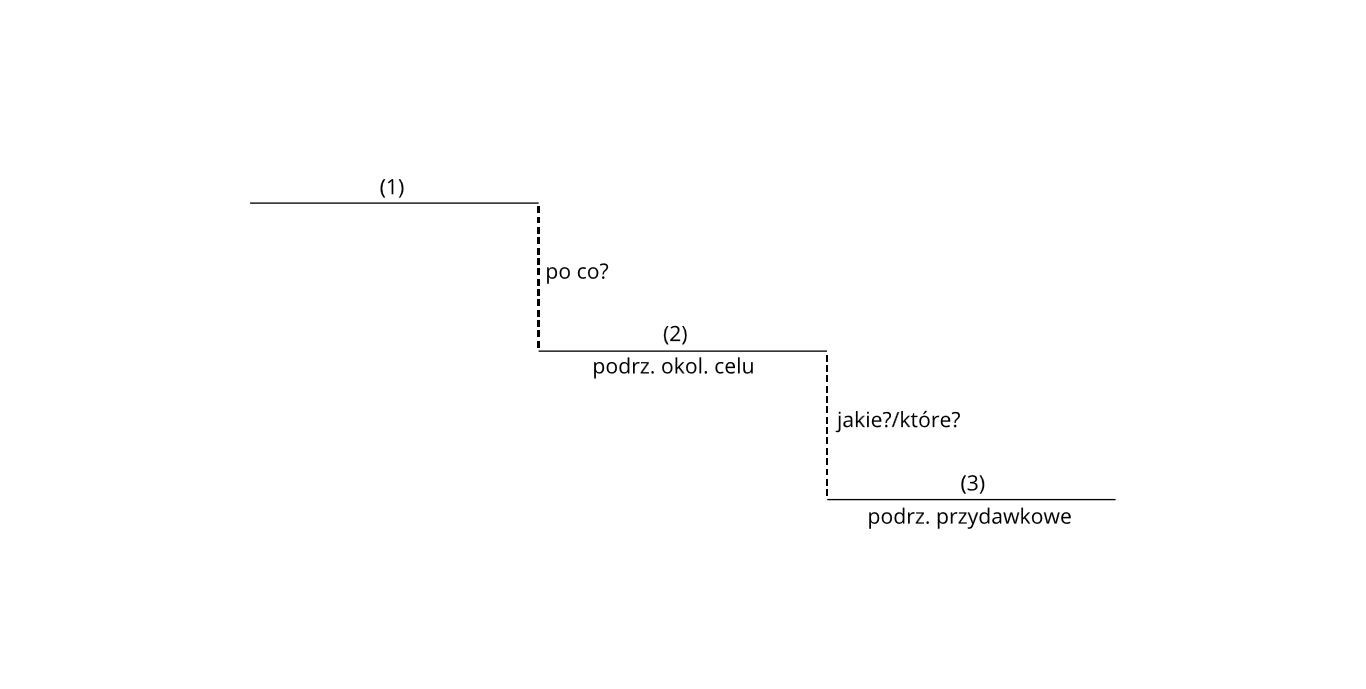 (1)
po co?
(2)
podrz. okol. celu
jakie?/które?
(3)
podrz. przydawkowe